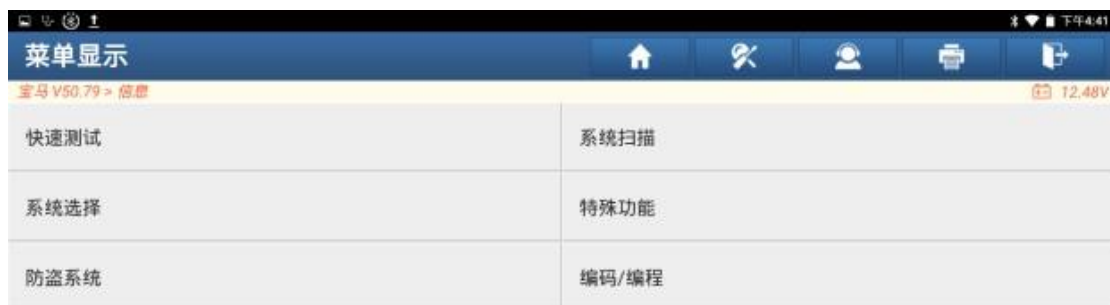 下午4:41
菜单显示
宝马 V50.79 > 信息 12.48V
快速测试 系统扫描
系统选择 特殊功能
防盗系统 编码/编程